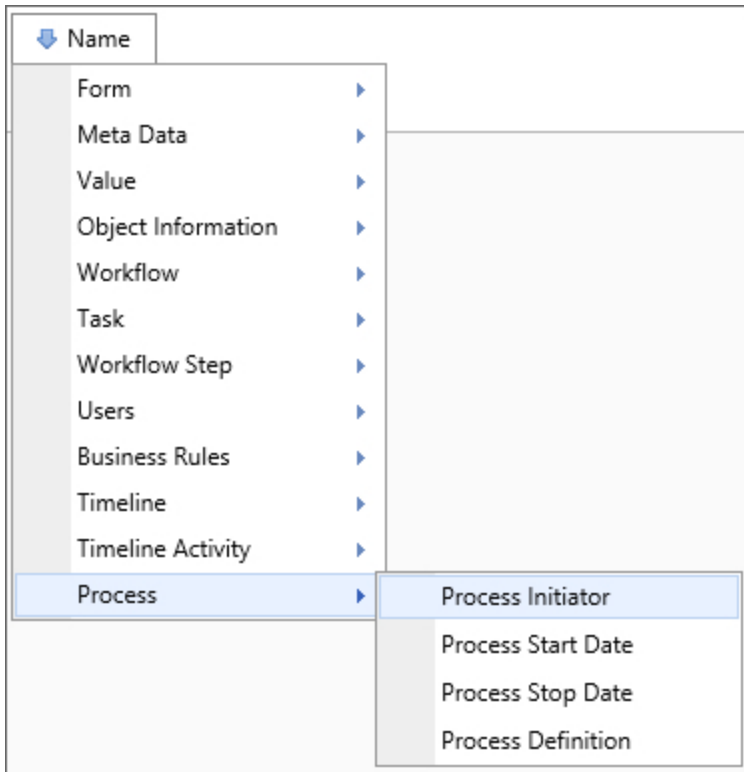 Name
Form
Meta Data
Value
Object Information
Workflow
Task
Workflow Step
Users
Business Rules
Timeline
Timeline Activity
Process
Process Initiator
Process Start Date
Process Stop Date
Process Definition